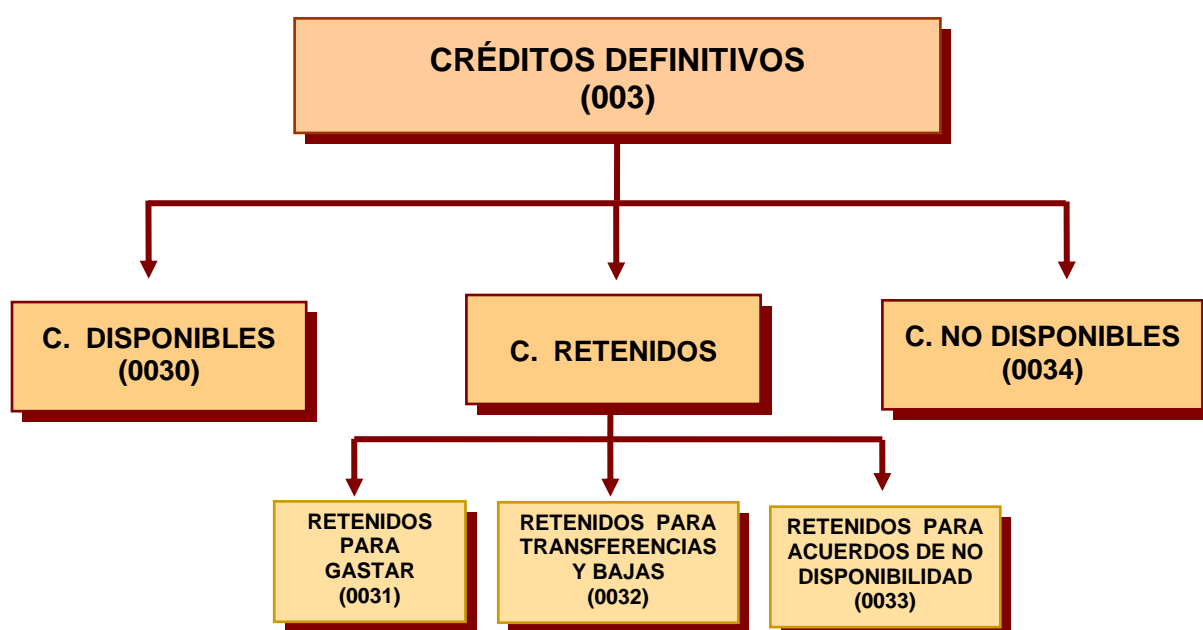 CRÉDITOS DEFINITIVOS
(003)
C. DISPONIBLES
(0030)
C. RETENIDOS
C. NO DISPONIBLES
(0034)
RETENIDOS
PARA
GASTAR
(0031)
RETENIDOS PARA
TRANSFERENCIAS
Y BAJAS
(0032)
RETENIDOS PARA
ACUERDOS DE NO
DISPONIBILIDAD
(0033)